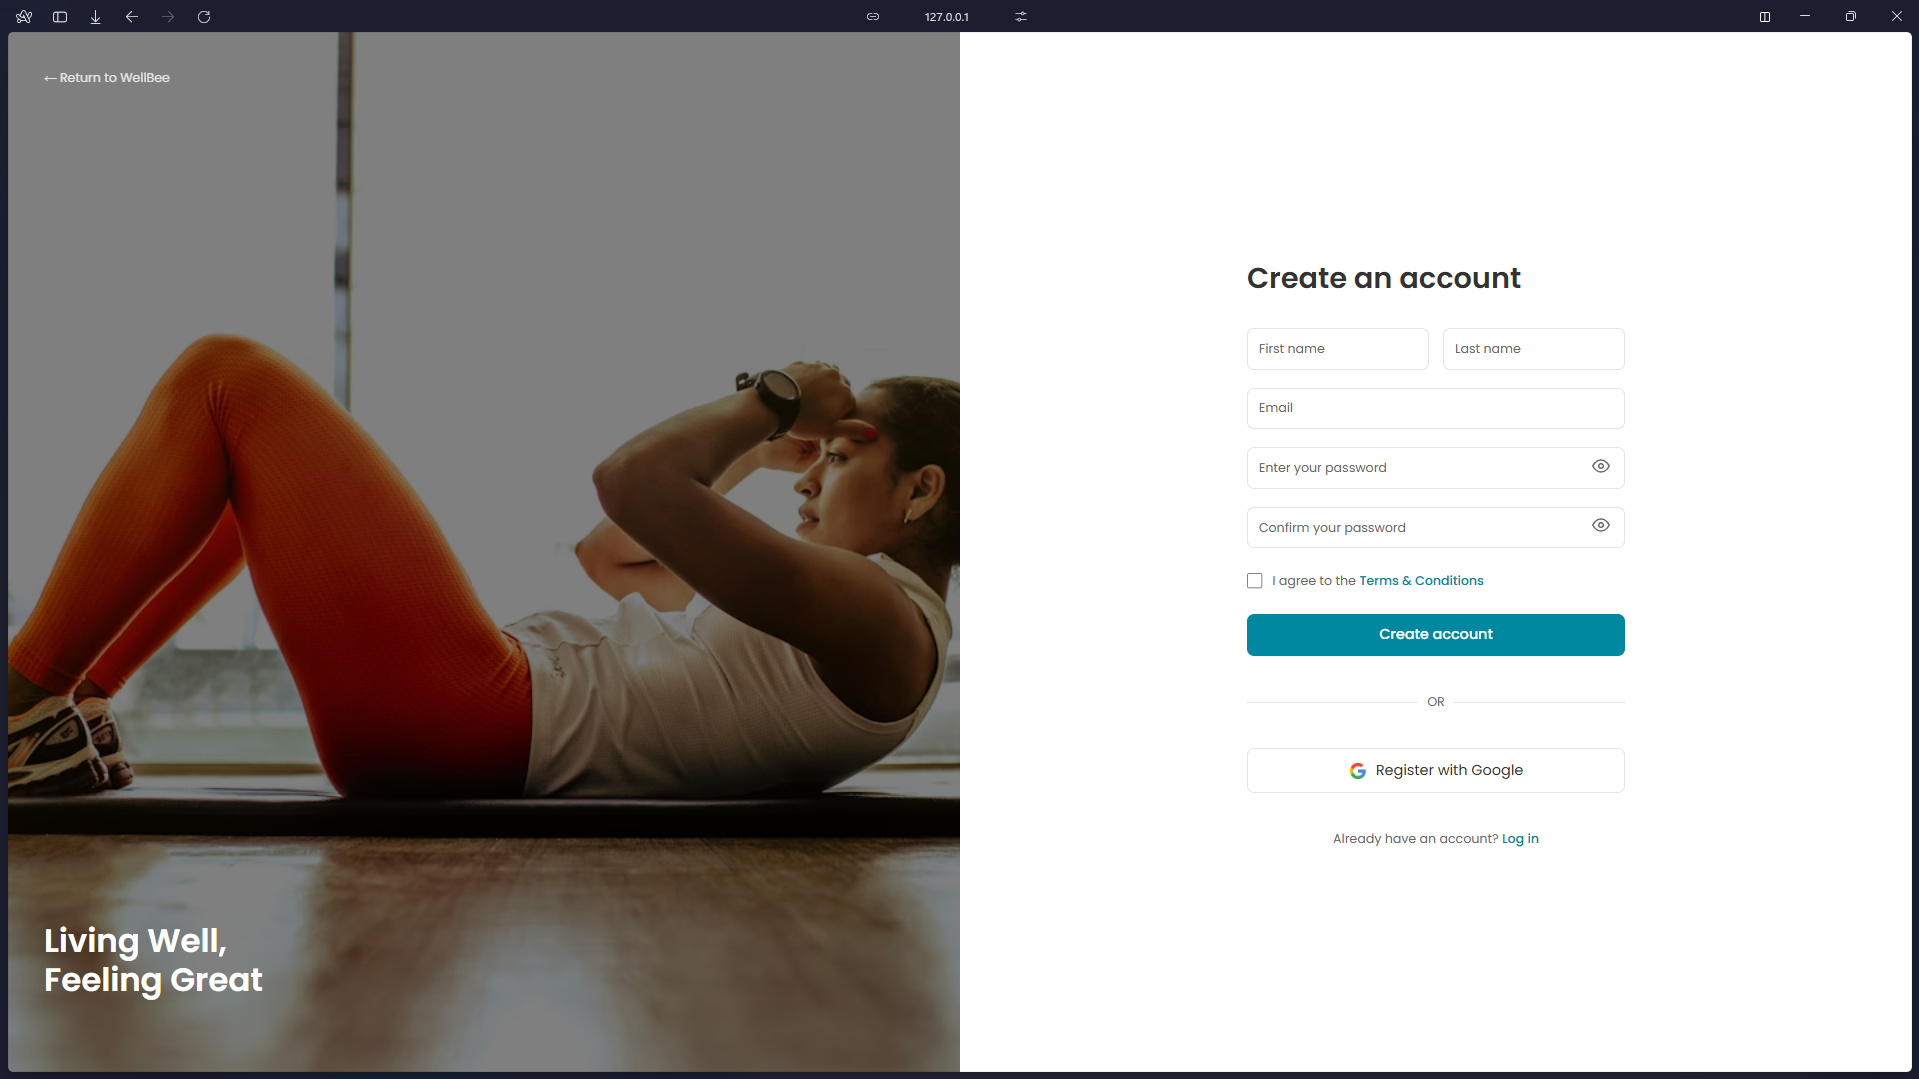 127.0.0.1
← Return to WellBee
Living Well,
Feeling Great
Create an account
First name
Last name
Email
Enter your password
Confirm your password
I agree to the Terms & Conditions
Create account
OR
Register with Google
Already have an account? Log in